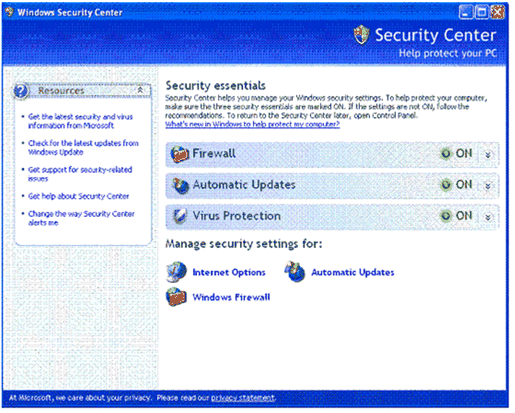 Windows Security Center
Security Center
Help protect your PC
Resources
Get the latest security and virus
information from Microsoft
Check for the latest updates from
Windows Update
Get support for security-related
issues
Get help about Security Center
Change the way Security Center
alerts me
Security essentials
Security Center helps you manage your Windows security settings. To help protect your computer,
make sure the three security essentials are marked ON. If the settings are not ON, follow the
recommendations. To return to the Security Center later, open Control Panel.
What's new in Windows to help protect my computer?
Firewall ON
Automatic Updates ON
Virus Protection ON
Manage security settings for:
Internet Options Automatic Updates
Windows Firewall
At Microsoft, we care about your privacy. Please read our privacy statement.